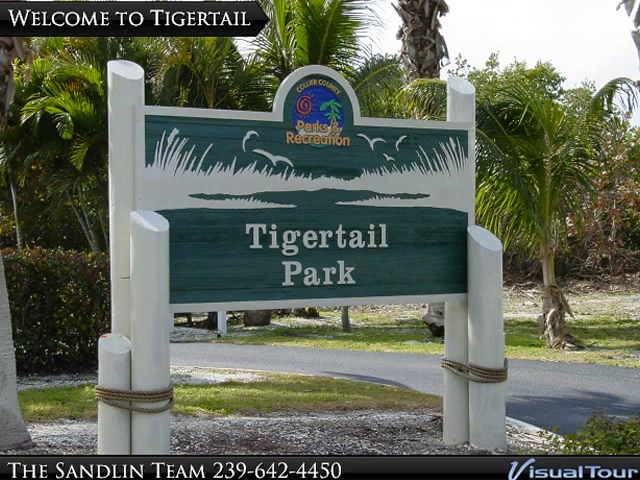 Welcome to Tigertail
COLLIER COUNTY
Parks &
Recreation
Tigertail
Park
The Sandlin Team 239-642-4450
VisualTour